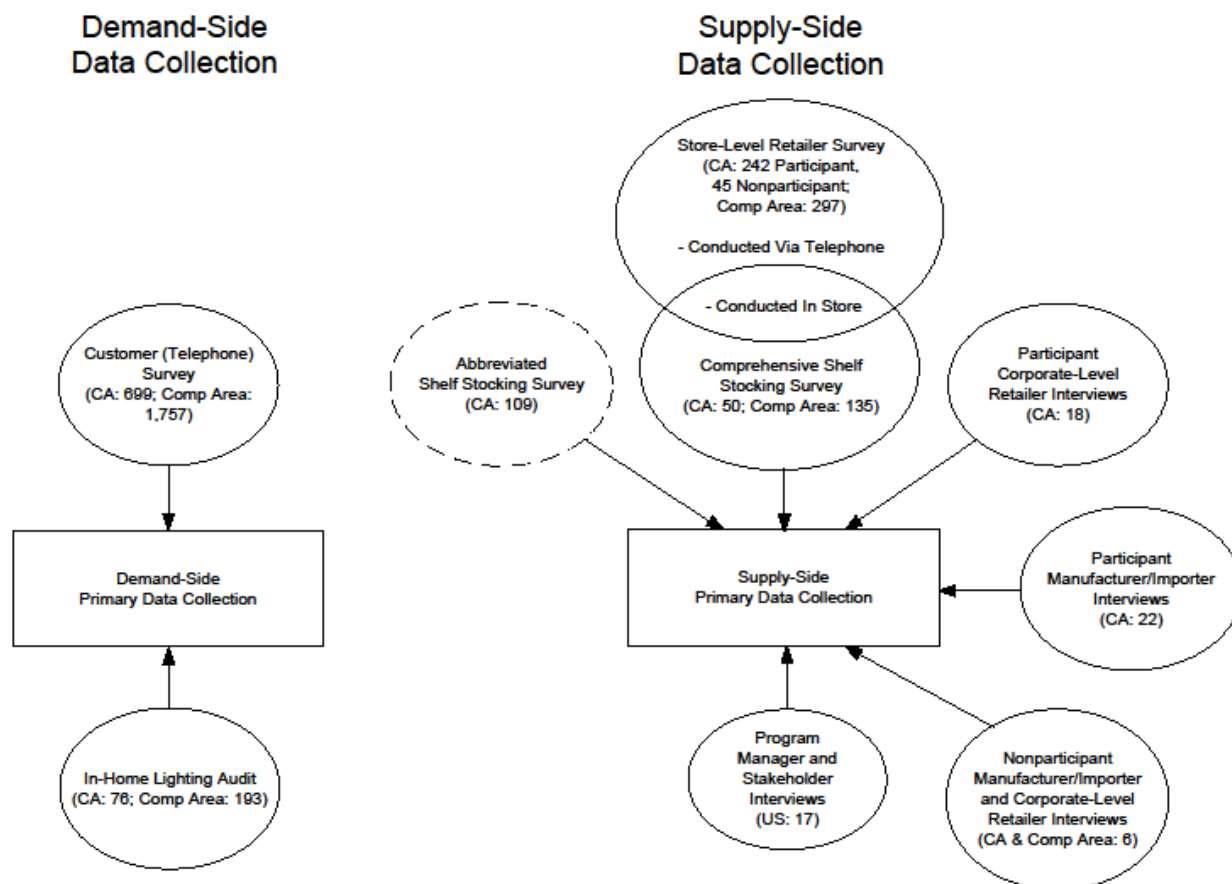 Demand-Side
Data Collection
Supply-Side
Data Collection
Store-Level Retailer Survey
(CA: 242 Participant,
45 Nonparticipant;
Comp Area: 297)
- Conducted Via Telephone
- Conducted In Store
Customer (Telephone)
Survey
(CA: 699; Comp Area:
1,757)
Abbreviated
Shelf Stocking Survey
(CA: 109)
Comprehensive Shelf
Stocking Survey
(CA: 50; Comp Area: 135)
Participant
Corporate-Level
Retailer Interviews
(CA: 18)
Demand-Side
Primary Data Collection
Supply-Side
Primary Data Collection
Participant
Manufacturer/Importer
Interviews
(CA: 22)
In-Home Lighting Audit
(CA: 76; Comp Area: 193)
Program
Manager and
Stakeholder
Interviews
(US: 17)
Nonparticipant
Manufacturer/Importer
and Corporate-Level
Retailer Interviews
(CA & Comp Area: 6)